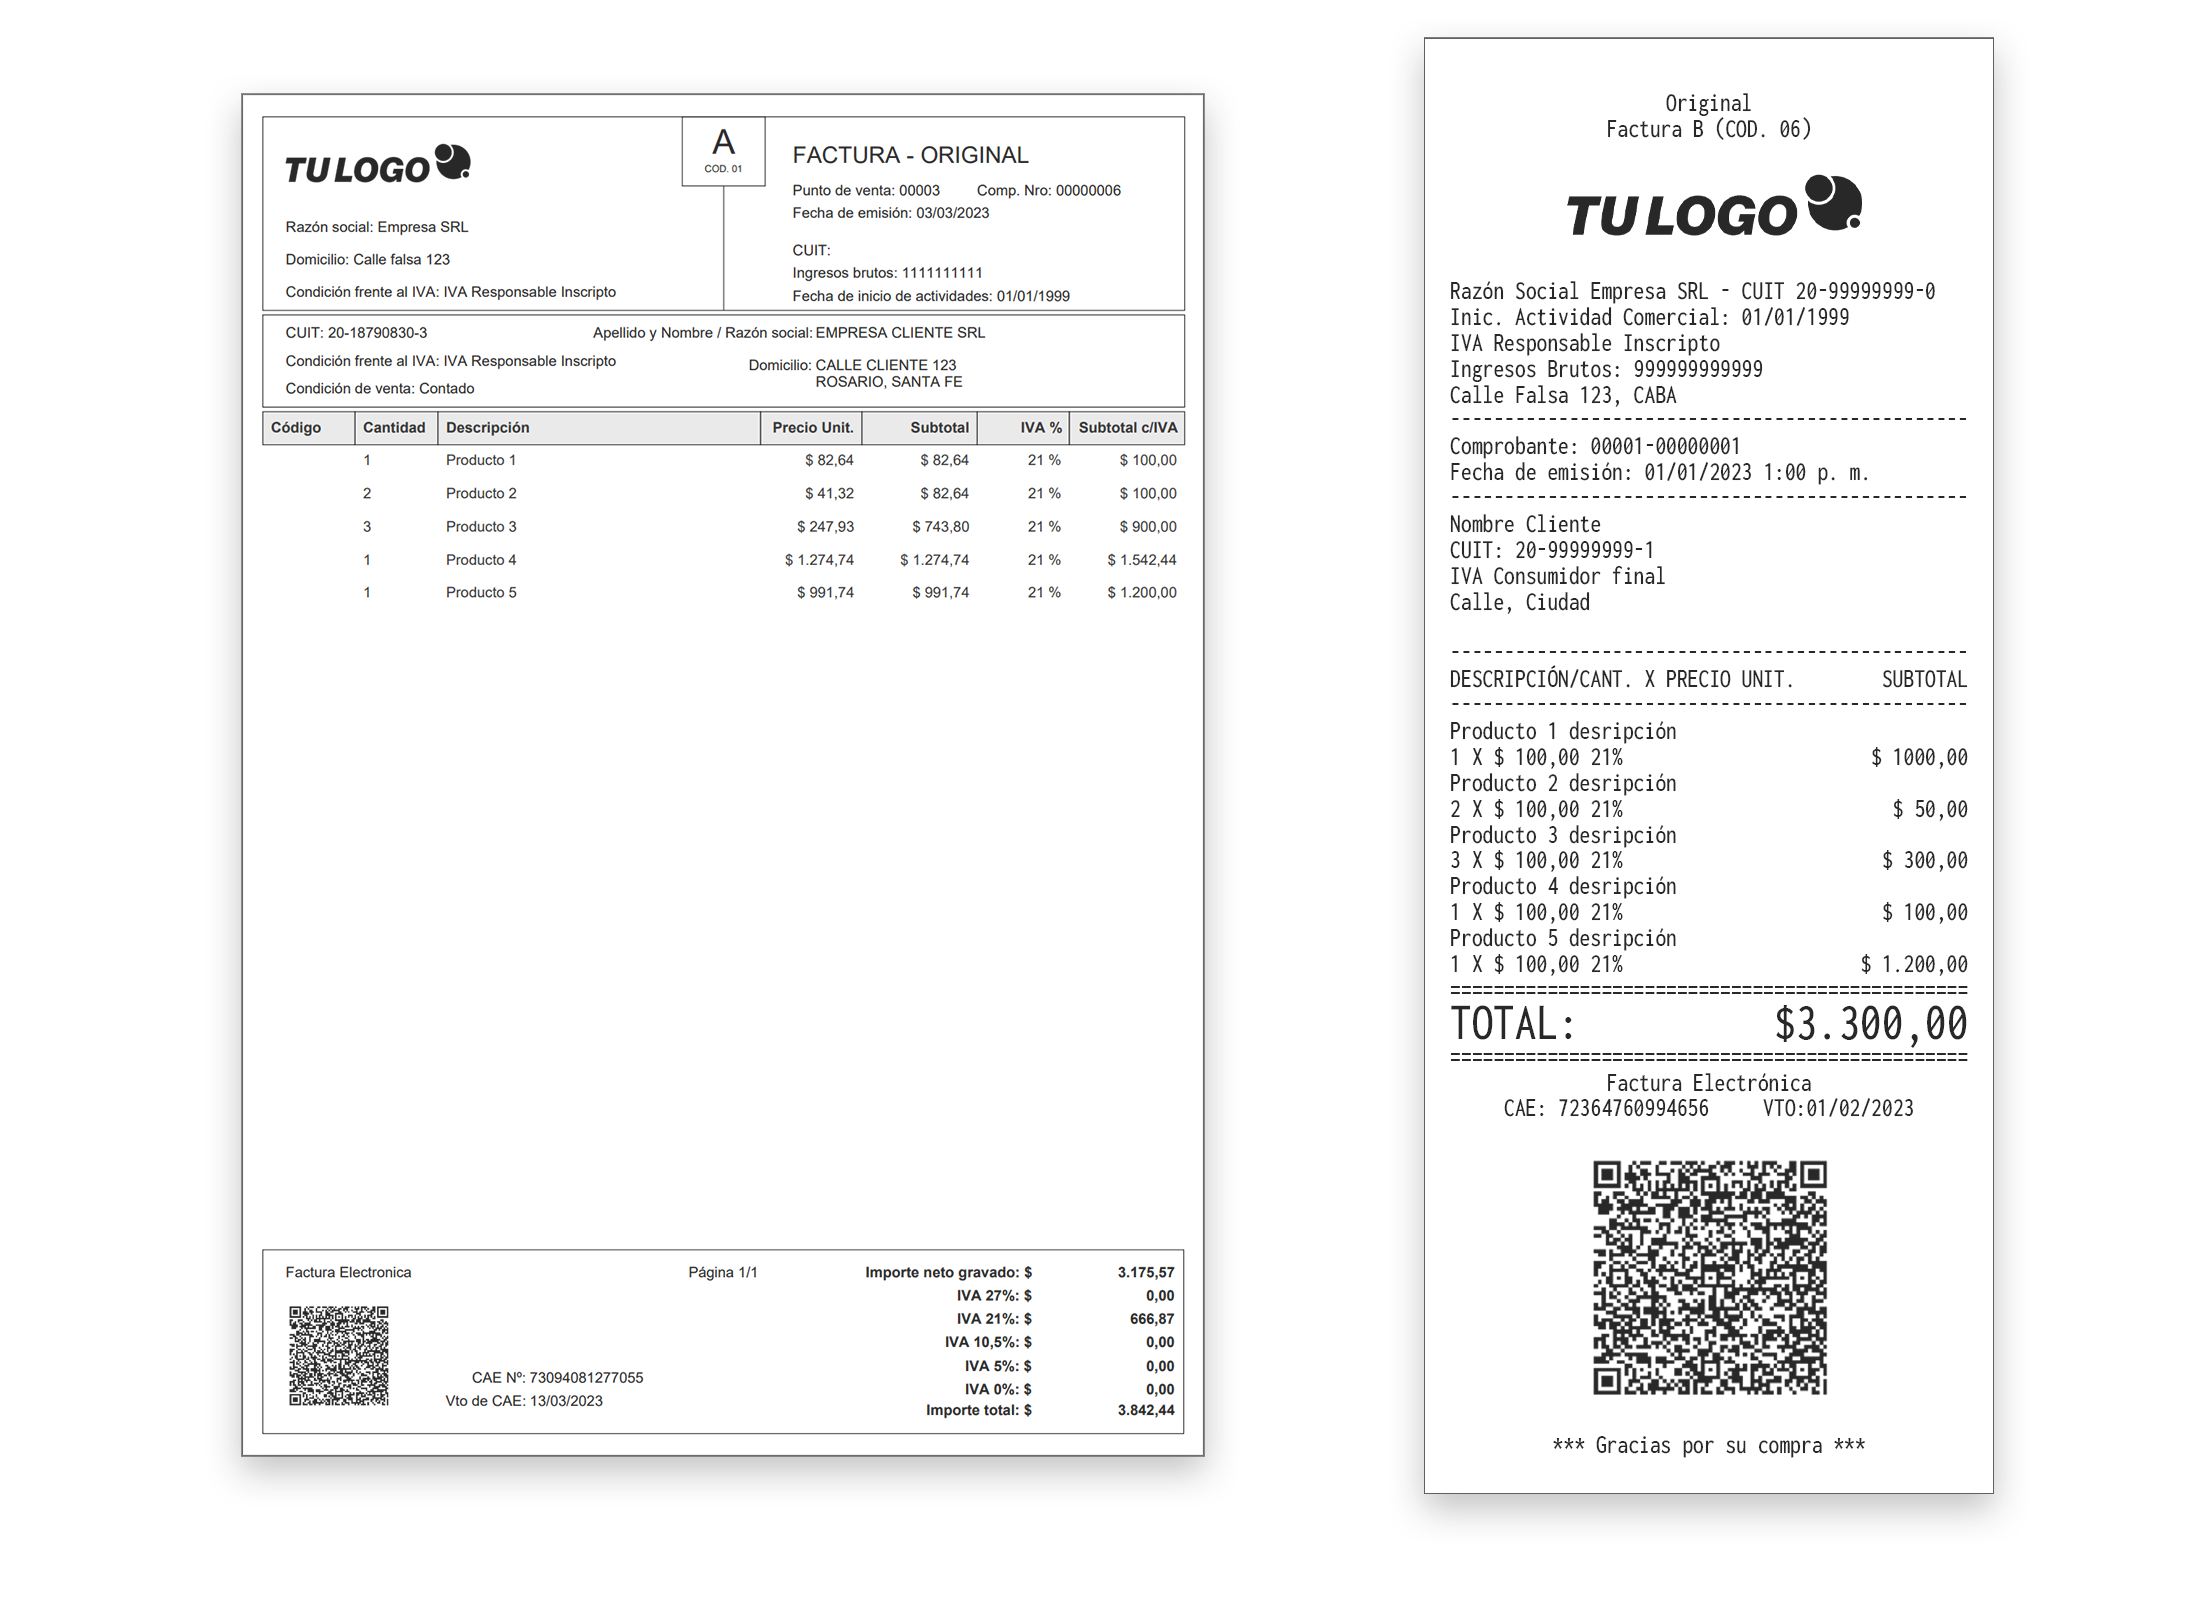 TU LOGO
Razón social: Empresa SRL
Domicilio: Calle falsa 123
Condición frente al IVA: IVA Responsable Inscripto
A
COD. 01
FACTURA - ORIGINAL
Punto de venta: 00003 Comp. Nro: 00000006
Fecha de emisión: 03/03/2023
CUIT:
Ingresos brutos: 1111111111
Fecha de inicio de actividades: 01/01/1999
CUIT: 20-18790830-3 Apellido y Nombre / Razón social: EMPRESA CLIENTE SRL
Condición frente al IVA: IVA Responsable Inscripto Domicilio: CALLE CLIENTE 123
ROSARIO, SANTA FE
Condición de venta: Contado
Código Cantidad Descripción Precio Unit. Subtotal IVA % Subtotal c/IVA
1 Producto 1 $ 82,64 $ 82,64 21 % $ 100,00
2 Producto 2 $ 41,32 $ 82,64 21 % $ 100,00
3 Producto 3 $ 247,93 $ 743,80 21 % $ 900,00
1 Producto 4 $ 1.274,74 $ 1.274,74 21 % $ 1.542,44
1 Producto 5 $ 991,74 $ 991,74 21 % $ 1.200,00
Factura Electronica Página 1/1 Importe neto gravado: $ 3.175,57
IVA 27%: $ 0,00
IVA 21%: $ 666,87
IVA 10,5%: $ 0,00
IVA 5%: $ 0,00
CAE Nº: 73094081277055
IVA 0%: $ 0,00
Vto de CAE: 13/03/2023
Importe total: $ 3.842,44
Original
Factura B (COD. 06)
TU LOGO
Razón Social Empresa SRL - CUIT 20-99999999-0
Inic. Actividad Comercial: 01/01/1999
IVA Responsable Inscripto
Ingresos Brutos: 999999999999
Calle Falsa 123, CABA
Comprobante: 00001-00000001
Fecha de emisión: 01/01/2023 1:00 p. m.
Nombre Cliente
CUIT: 20-99999999-1
IVA Consumidor final
Calle, Ciudad
DESCRIPCIÓN/CANT. X PRECIO UNIT. SUBTOTAL
Producto 1 desripción
1 X $ 100,00 21% $ 1000,00
Producto 2 desripción
2 X $ 100,00 21% $ 50,00
Producto 3 desripción
3 X $ 100,00 21% $ 300,00
Producto 4 desripción
1 X $ 100,00 21% $ 100,00
Producto 5 desripción
1 X $ 100,00 21% $ 1.200,00
TOTAL: $3.300,00
Factura Electrónica
CAE: 72364760994656 VTO:01/02/2023
*** Gracias por su compra ***